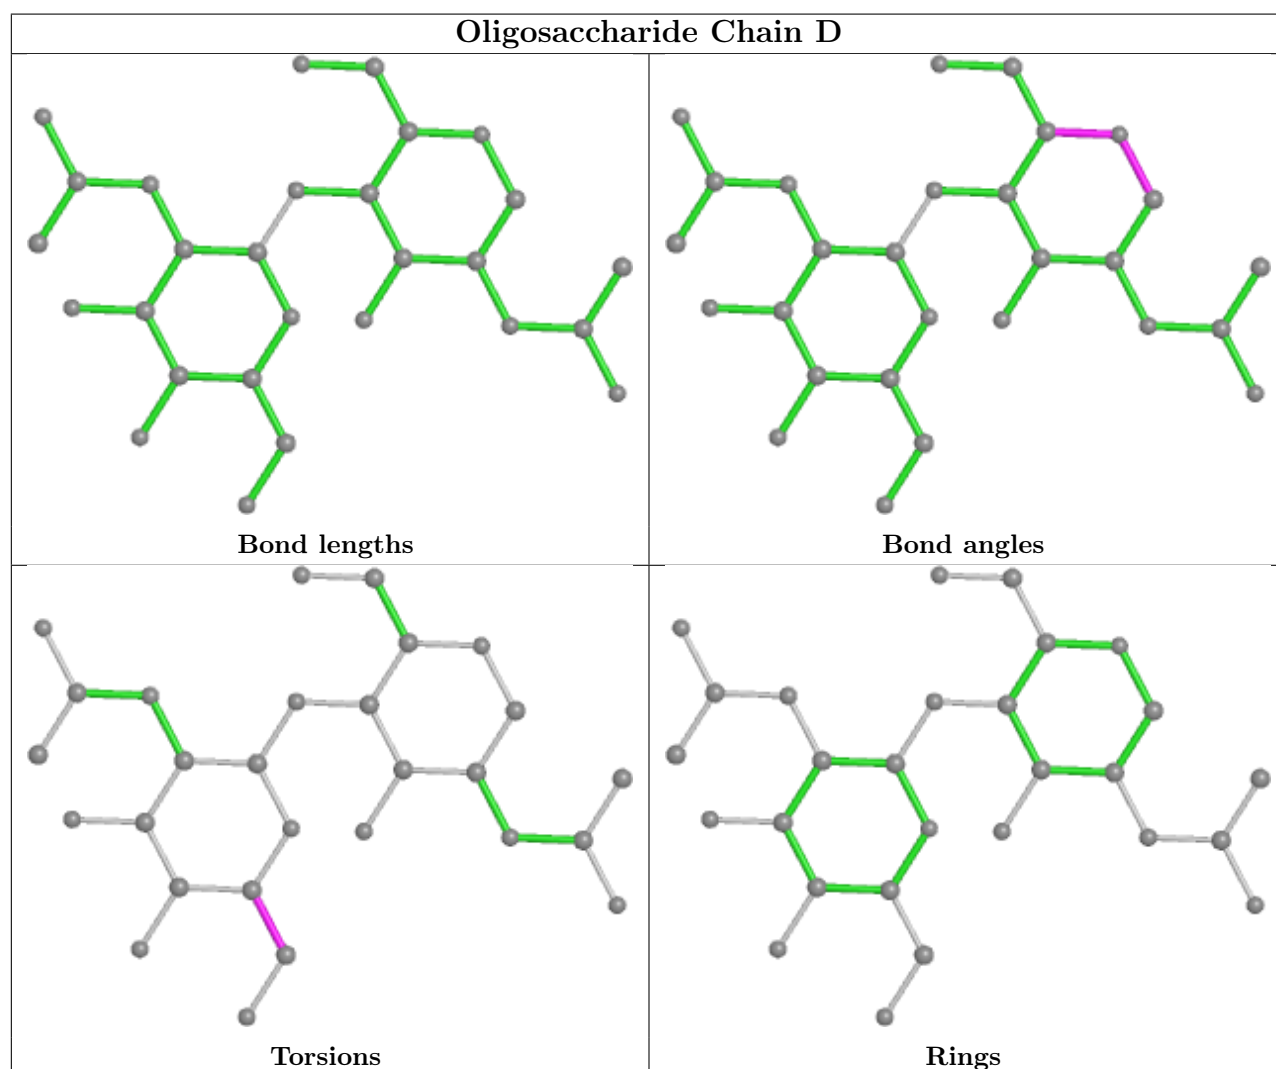 Oligosaccharide Chain D
Bond lengths
Bond angles
Torsions
Rings